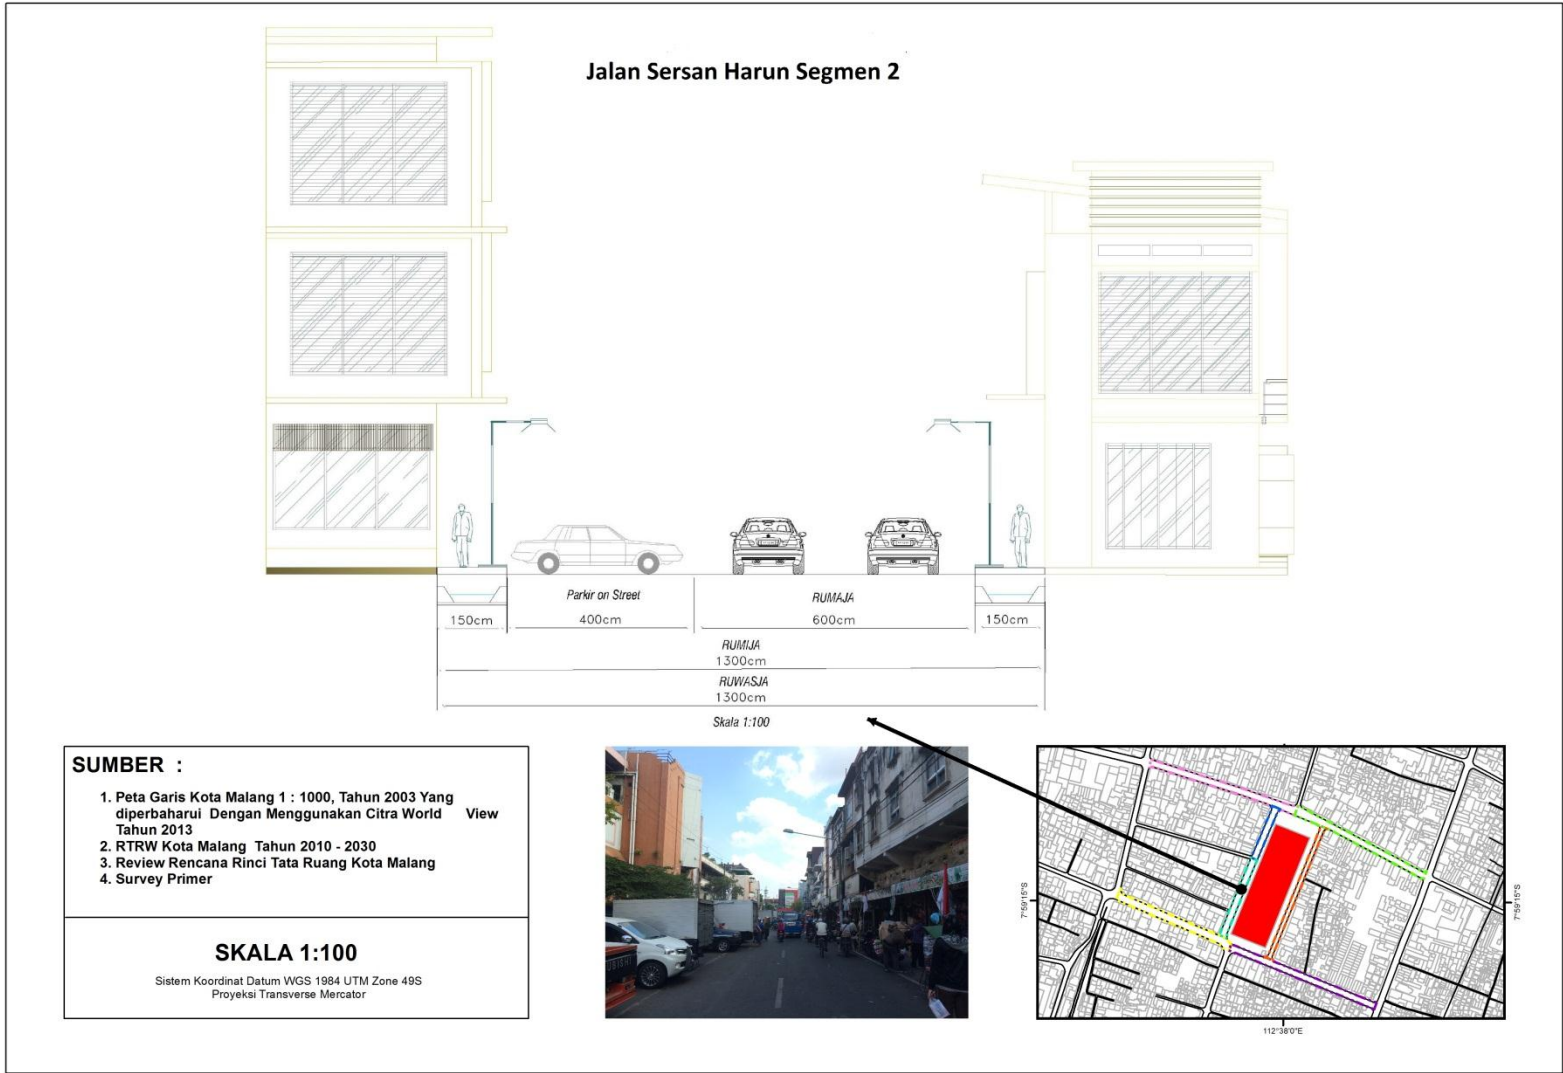 Jalan Sersan Harun Segmen 2
Parkir on Street
RUMAJA
150cm
400cm
600cm
150cm
RUMIJA
1300cm
RUWASJA
1300cm
Skala 1:100
SUMBER :
1. Peta Garis Kota Malang 1 : 1000, Tahun 2003 Yang
diperbaharui Dengan Menggunakan Citra World View
Tahun 2013
2. RTRW Kota Malang Tahun 2010 - 2030
3. Review Rencana Rinci Tata Ruang Kota Malang
4. Survey Primer
SKALA 1:100
Sistem Koordinat Datum WGS 1984 UTM Zone 49S
Proyeksi Transverse Mercator
7°59'15"S
7°59'15"S
112°38'0"E